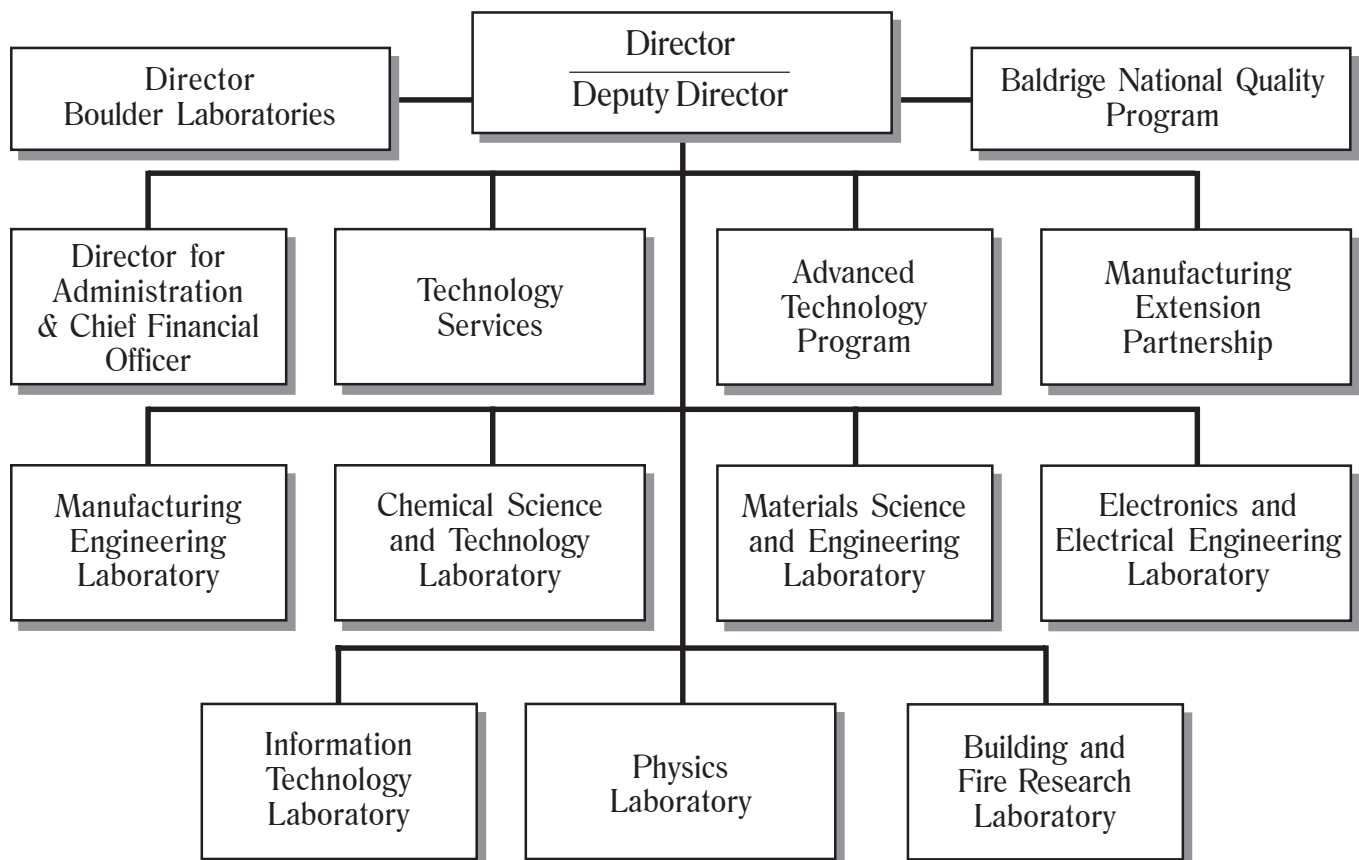 Director
Deputy Director
Director
Boulder Laboratories
Baldrige National Quality
Program
Director for
Administration
& Chief Financial
Officer
Technology
Services
Advanced
Technology
Program
Manufacturing
Extension
Partnership
Manufacturing
Engineering
Laboratory
Chemical Science
and Technology
Laboratory
Materials Science
and Engineering
Laboratory
Electronics and
Electrical Engineering
Laboratory
Information
Technology
Laboratory
Physics
Laboratory
Building and
Fire Research
Laboratory